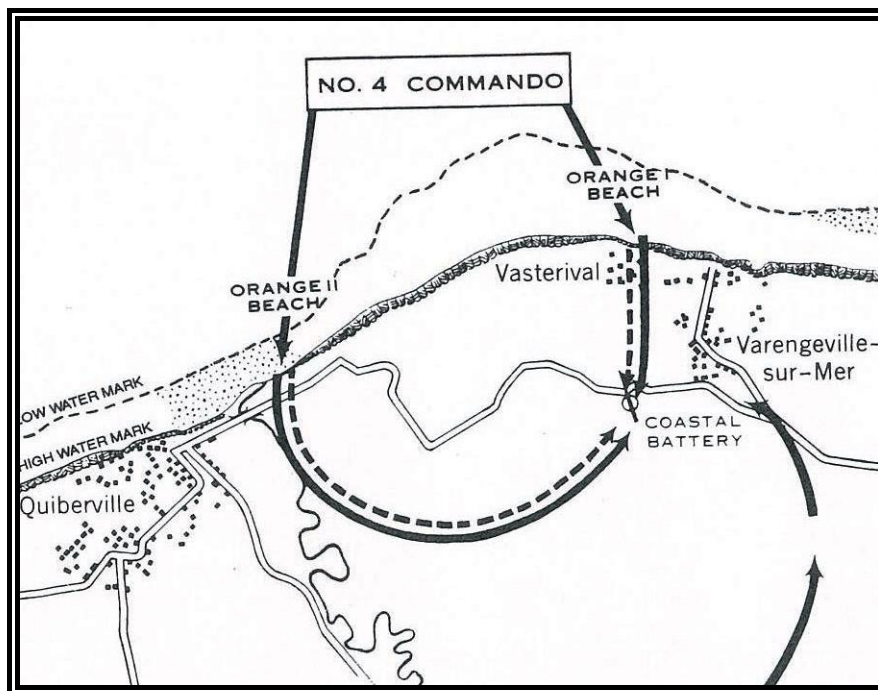 NO. 4 COMMANDO
ORANGE I
BEACH
Vasterival
ORANGE II
BEACH
Varengeville-
sur-Mer
LOW WATER MARK
COASTAL
BATTERY
HIGH WATER MARK
Quiberville